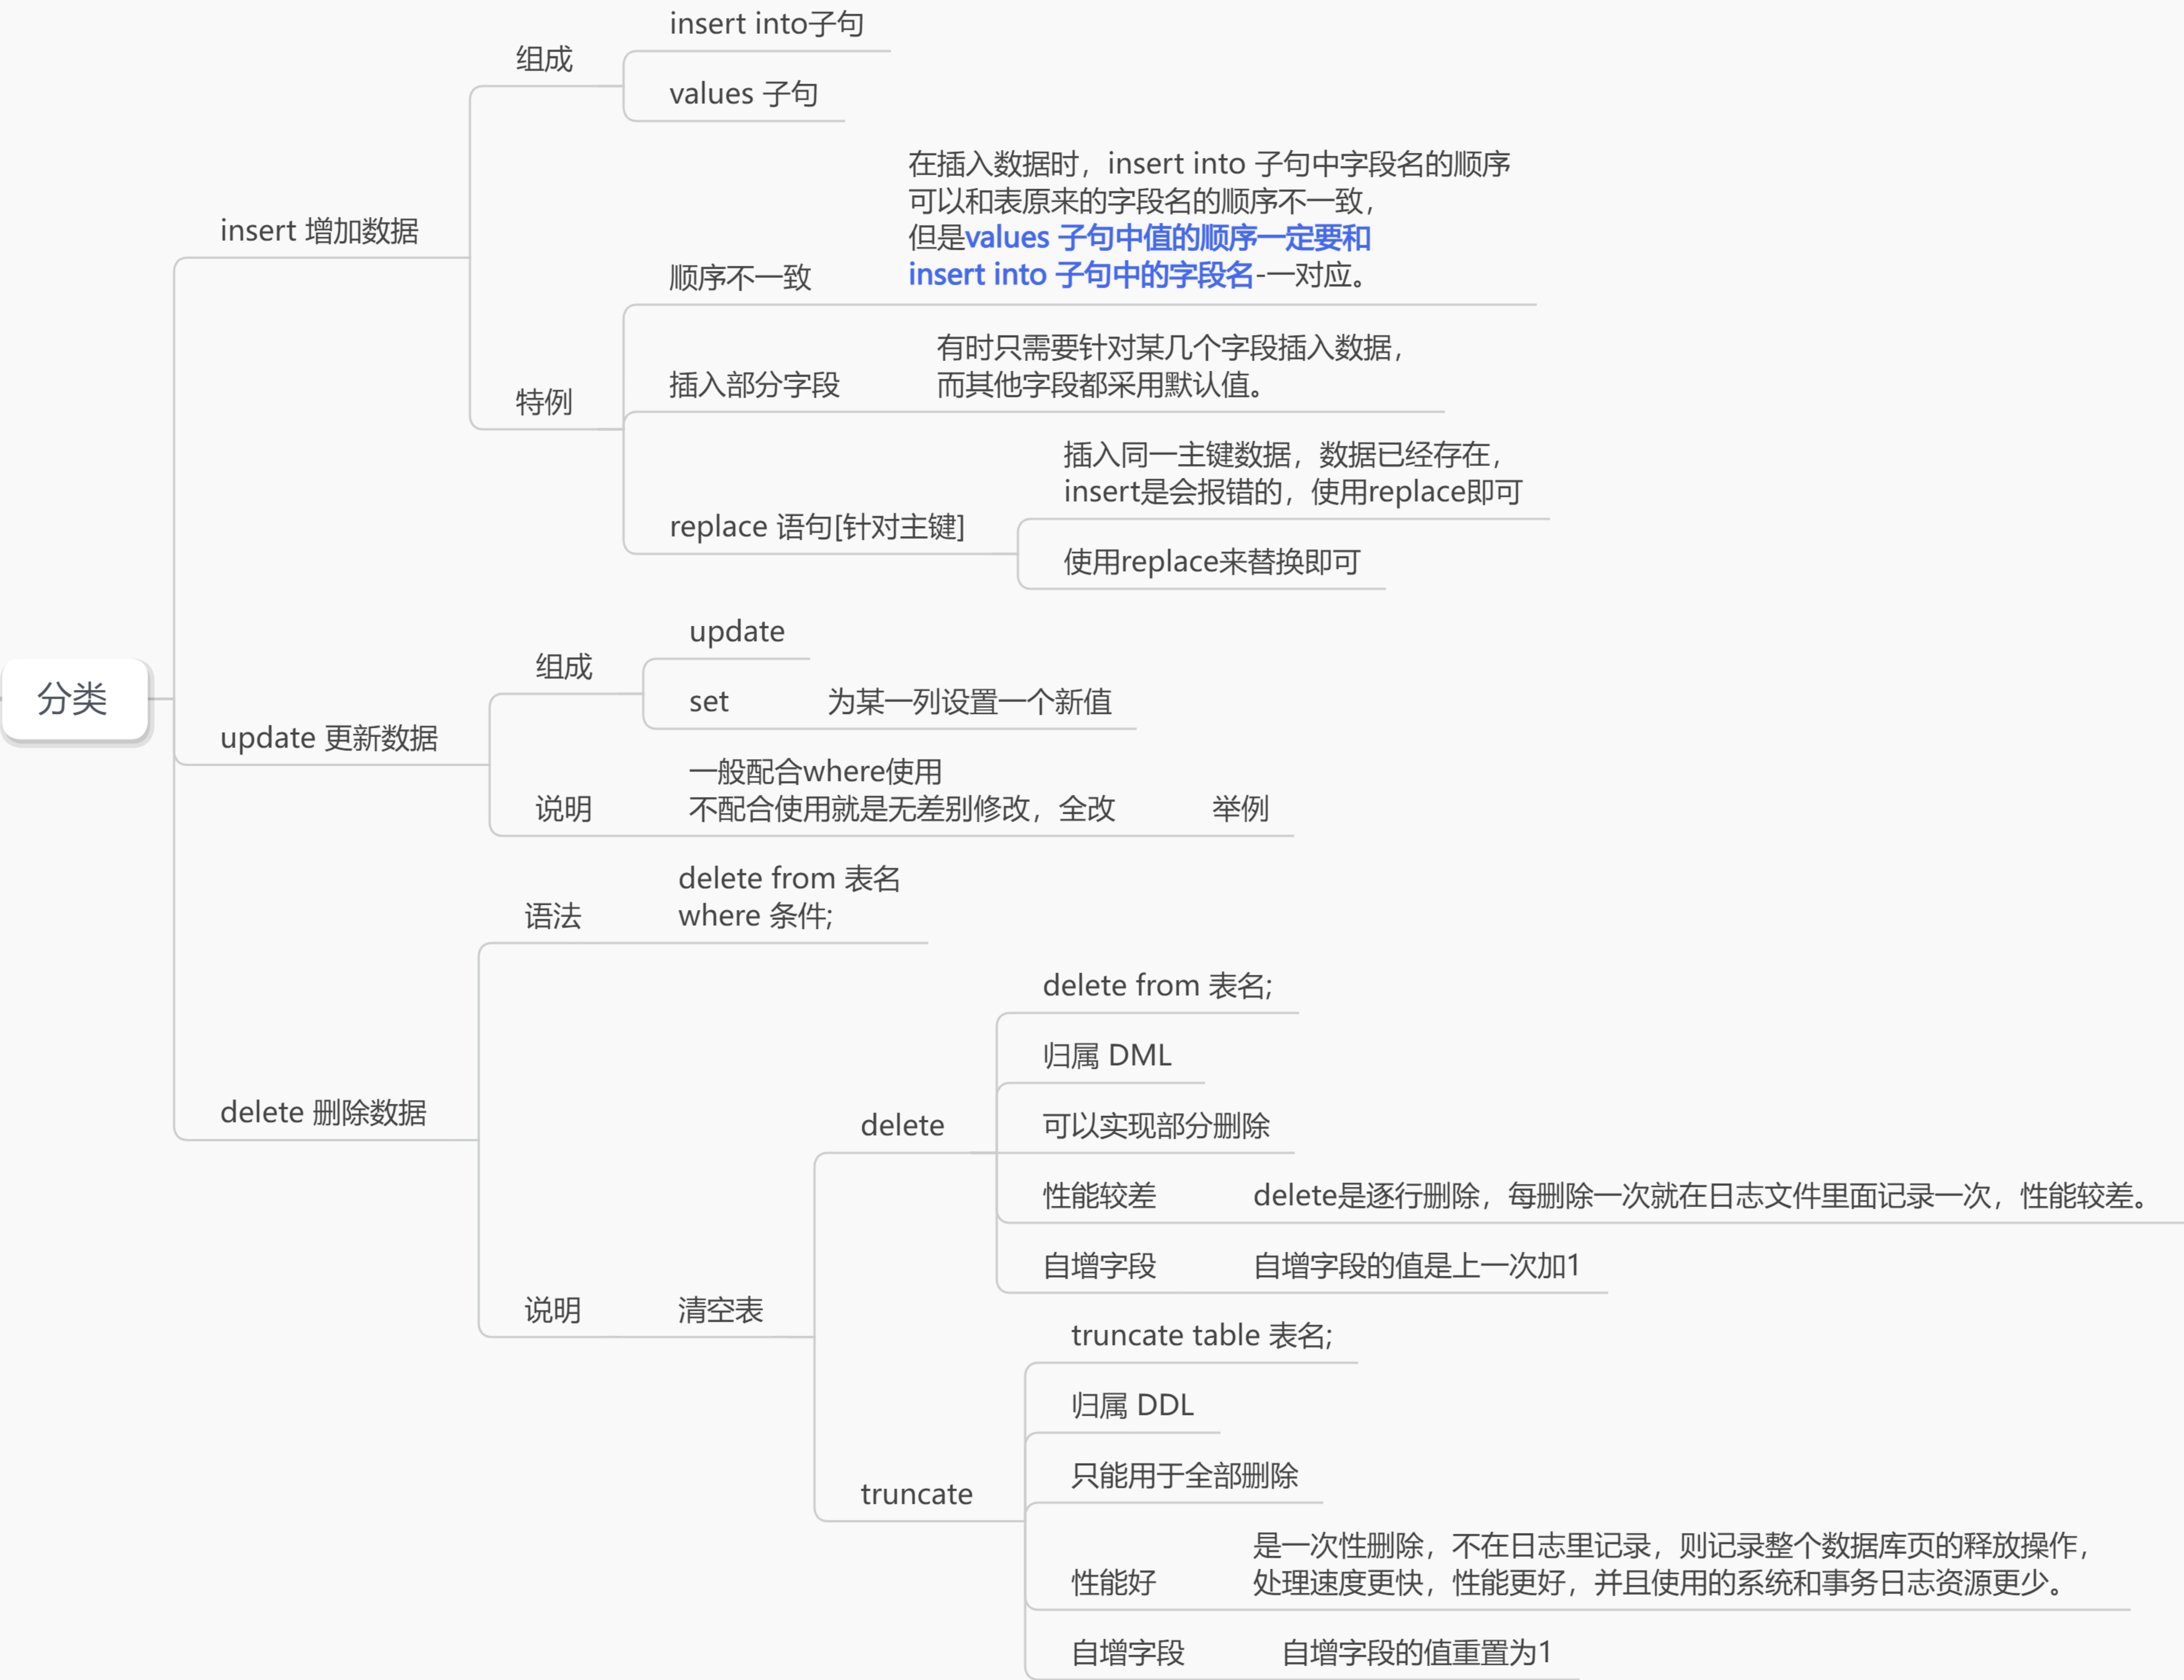 insert into子句
组成
values 子句
在插入数据时，insert into 子句中字段名的顺序
可以和表原来的字段名的顺序不一致，
但是values 子句中值的顺序一定要和
insert into 子句中的字段名-一对应。
insert 增加数据
顺序不一致
有时只需要针对某几个字段插入数据，
而其他字段都采用默认值。
插入部分字段
特例
插入同一主键数据，数据已经存在，
insert是会报错的，使用replace即可
replace 语句[针对主键]
使用replace来替换即可
update
组成
set 为某一列设置一个新值
分类
update 更新数据
一般配合where使用
不配合使用就是无差别修改，全改
说明
举例
delete from 表名
where 条件;
语法
delete from 表名;
归属 DML
delete 删除数据
delete
可以实现部分删除
性能较差 delete是逐行删除，每删除一次就在日志文件里面记录一次，性能较差。
自增字段 自增字段的值是上一次加1
说明 清空表
truncate table 表名;
归属 DDL
只能用于全部删除
truncate
是一次性删除，不在日志里记录，则记录整个数据库页的释放操作，
处理速度更快，性能更好，并且使用的系统和事务日志资源更少。
性能好
自增字段 自增字段的值重置为1